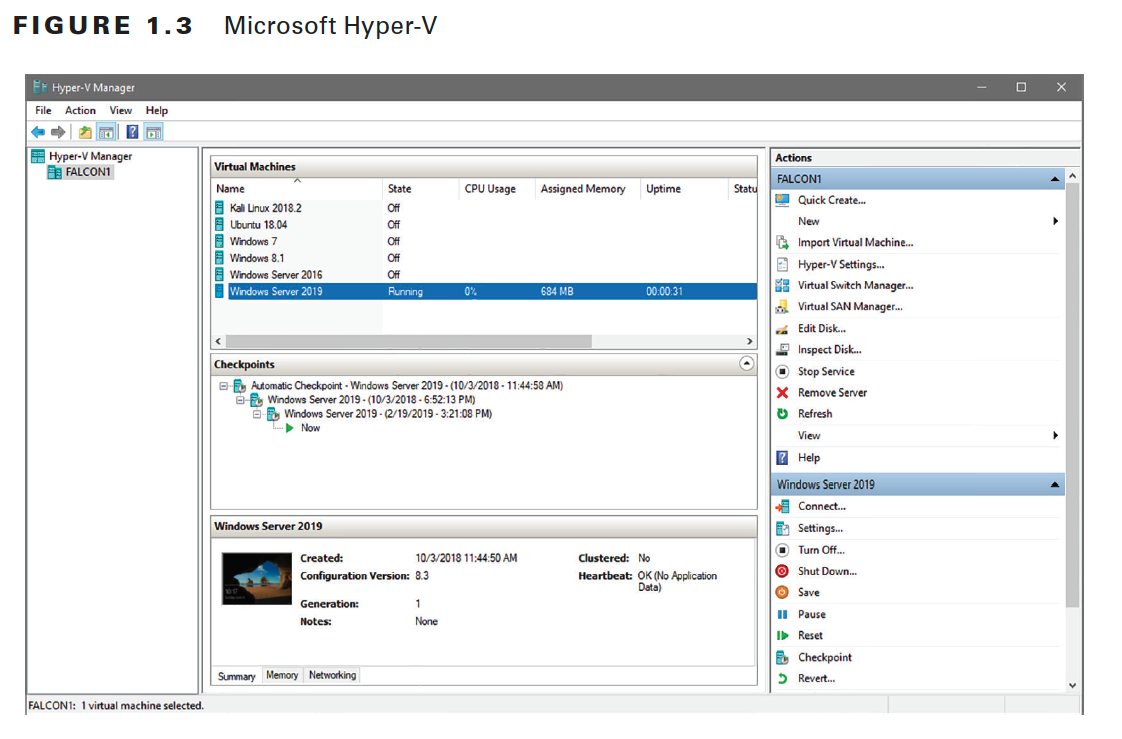 FIGURE 1.3 Microsoft Hyper-V
Hyper-V Manager
File Action View Help
Hyper-V Manager
FALCON1
Virtual Machines
Name State CPU Usage Assigned Memory Uptime Statu
Kali Linux 2018.2 Off
Ubuntu 18.04 Off
Windows 7 Off
Windows 8.1 Off
Windows Server 2016 Off
Windows Server 2019 Running 0% 684 MB 00:00:31
Checkpoints
Automatic Checkpoint - Windows Server 2019 - (10/3/2018 - 11:44:58 AM)
Windows Server 2019 - (10/3/2018 - 6:52:13 PM)
Windows Server 2019 - (2/19/2019 - 3:21:08 PM)
Now
Windows Server 2019
Created: 10/3/2018 11:44:50 AM Clustered: No
Configuration Version: 8.3 Heartbeat: OK (No Application
Data)
Generation: 1
Notes: None
10:17
Summary Memory Networking
Actions
FALCON1
Quick Create...
New
Import Virtual Machine...
Hyper-V Settings...
Virtual Switch Manager...
Virtual SAN Manager...
Edit Disk...
Inspect Disk...
Stop Service
Remove Server
Refresh
View
Help
Windows Server 2019
Connect...
Settings...
Turn Off...
Shut Down...
Save
Pause
Reset
Checkpoint
Revert...
FALCON1: 1 virtual machine selected.